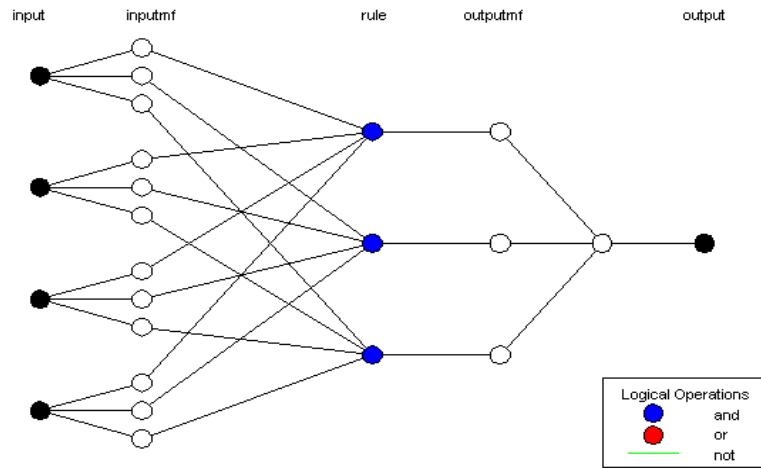 input inputmf rule outputmf output
Logical Operations
and
or
not